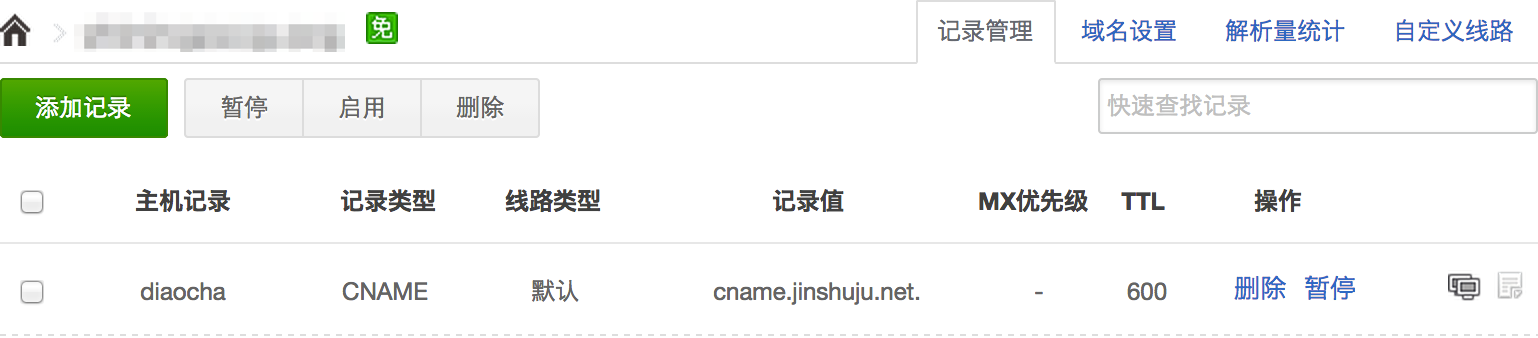 免 记录管理 域名设置 解析量统计 自定义线路
添加记录 暂停 启用 删除 快速查找记录
主机记录 记录类型 线路类型 记录值 MX优先级 TTL 操作
diaocha CNAME 默认 cname.jinshuju.net. - 600 删除 暂停